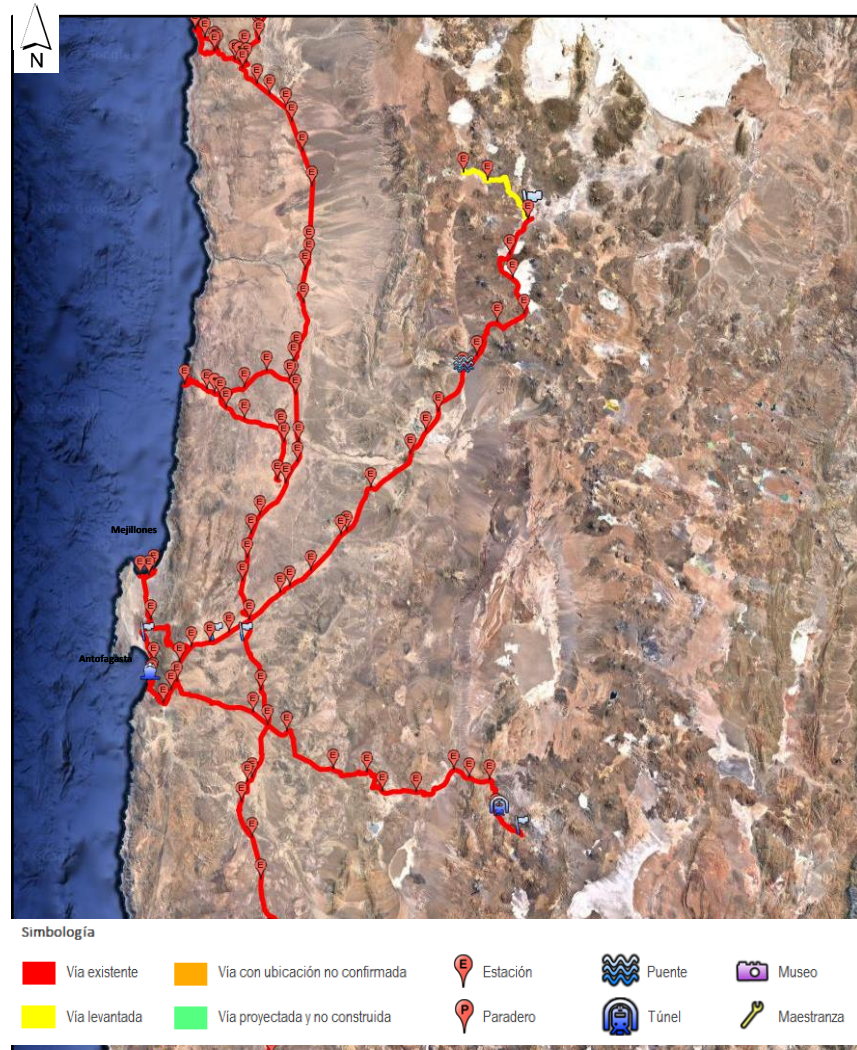 N
Mejillones
Antofagasta
Simbología
Vía existente
Vía con ubicación no confirmada
E Estación
Puente
Museo
Vía levantada
Vía proyectada y no construida
P Paradero
Túnel
Maestranza